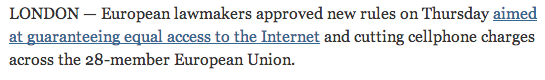 LONDON — European lawmakers approved new rules on Thursday aimed
at guaranteeing equal access to the Internet and cutting cellphone charges
across the 28-member European Union.